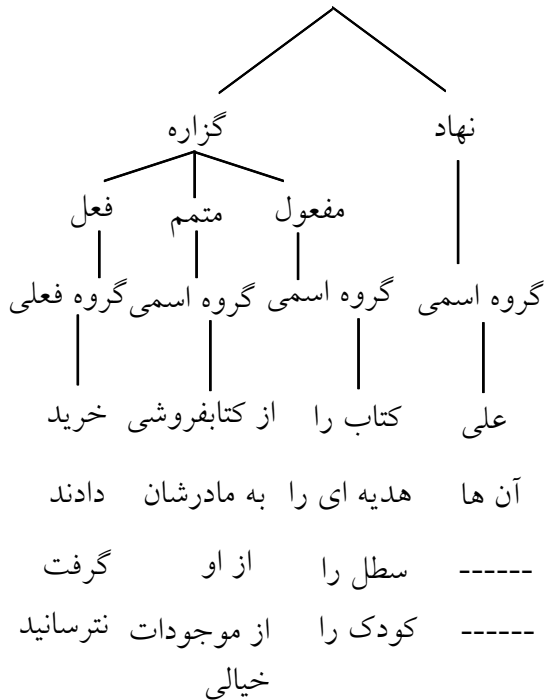 نهاد گزاره
مفعول متمم فعل
گروه اسمی گروه اسمی گروه اسمی گروه فعلی
علی کتاب را از کتابفروشی خرید
آن ها هدیه ای را به مادرشان دادند
------ سطل را از او گرفت
------ کودک را از موجودات خیالی نترسانید